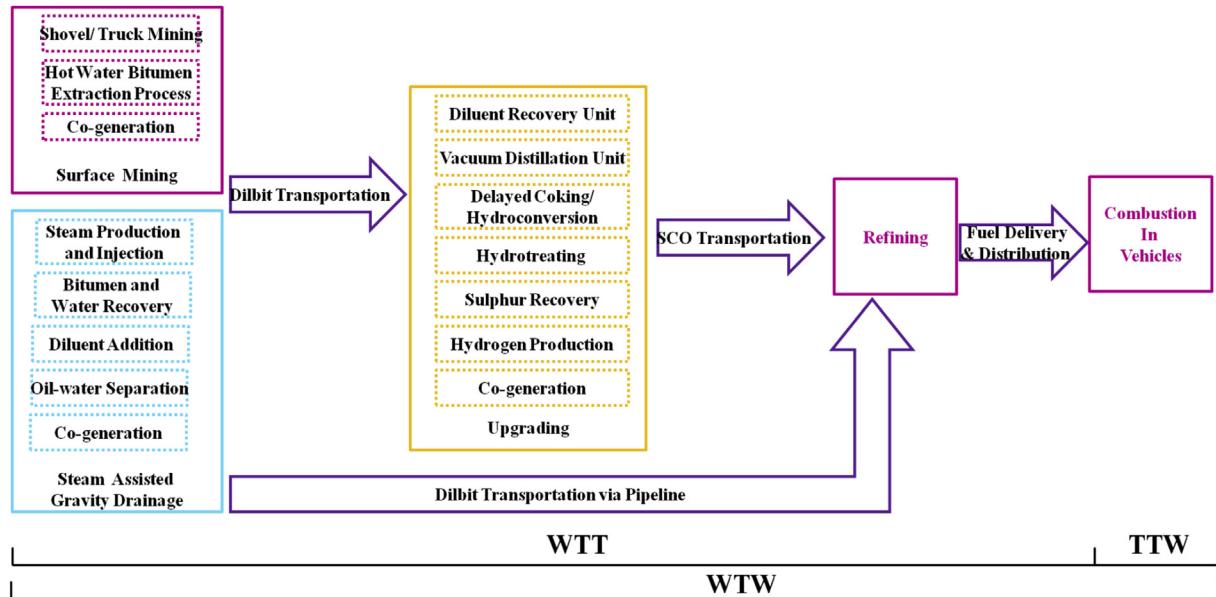 Shovel/ Truck Mining
Hot Water Bitumen
Extraction Process
Co-generation
Surface Mining
Steam Production
and Injection
Bitumen and
Water Recovery
Diluent Addition
Oil-water Separation
Co-generation
Steam Assisted
Gravity Drainage
Dilbit Transportation
Diluent Recovery Unit
Vacuum Distillation Unit
Delayed Coking/
Hydroconversion
Hydrotreating
Sulphur Recovery
Hydrogen Production
Co-generation
Upgrading
SCO Transportation
Dilbit Transportation via Pipeline
Refining
Fuel Delivery
& Distribution
Combustion
In
Vehicles
WTT
TTW
WTW